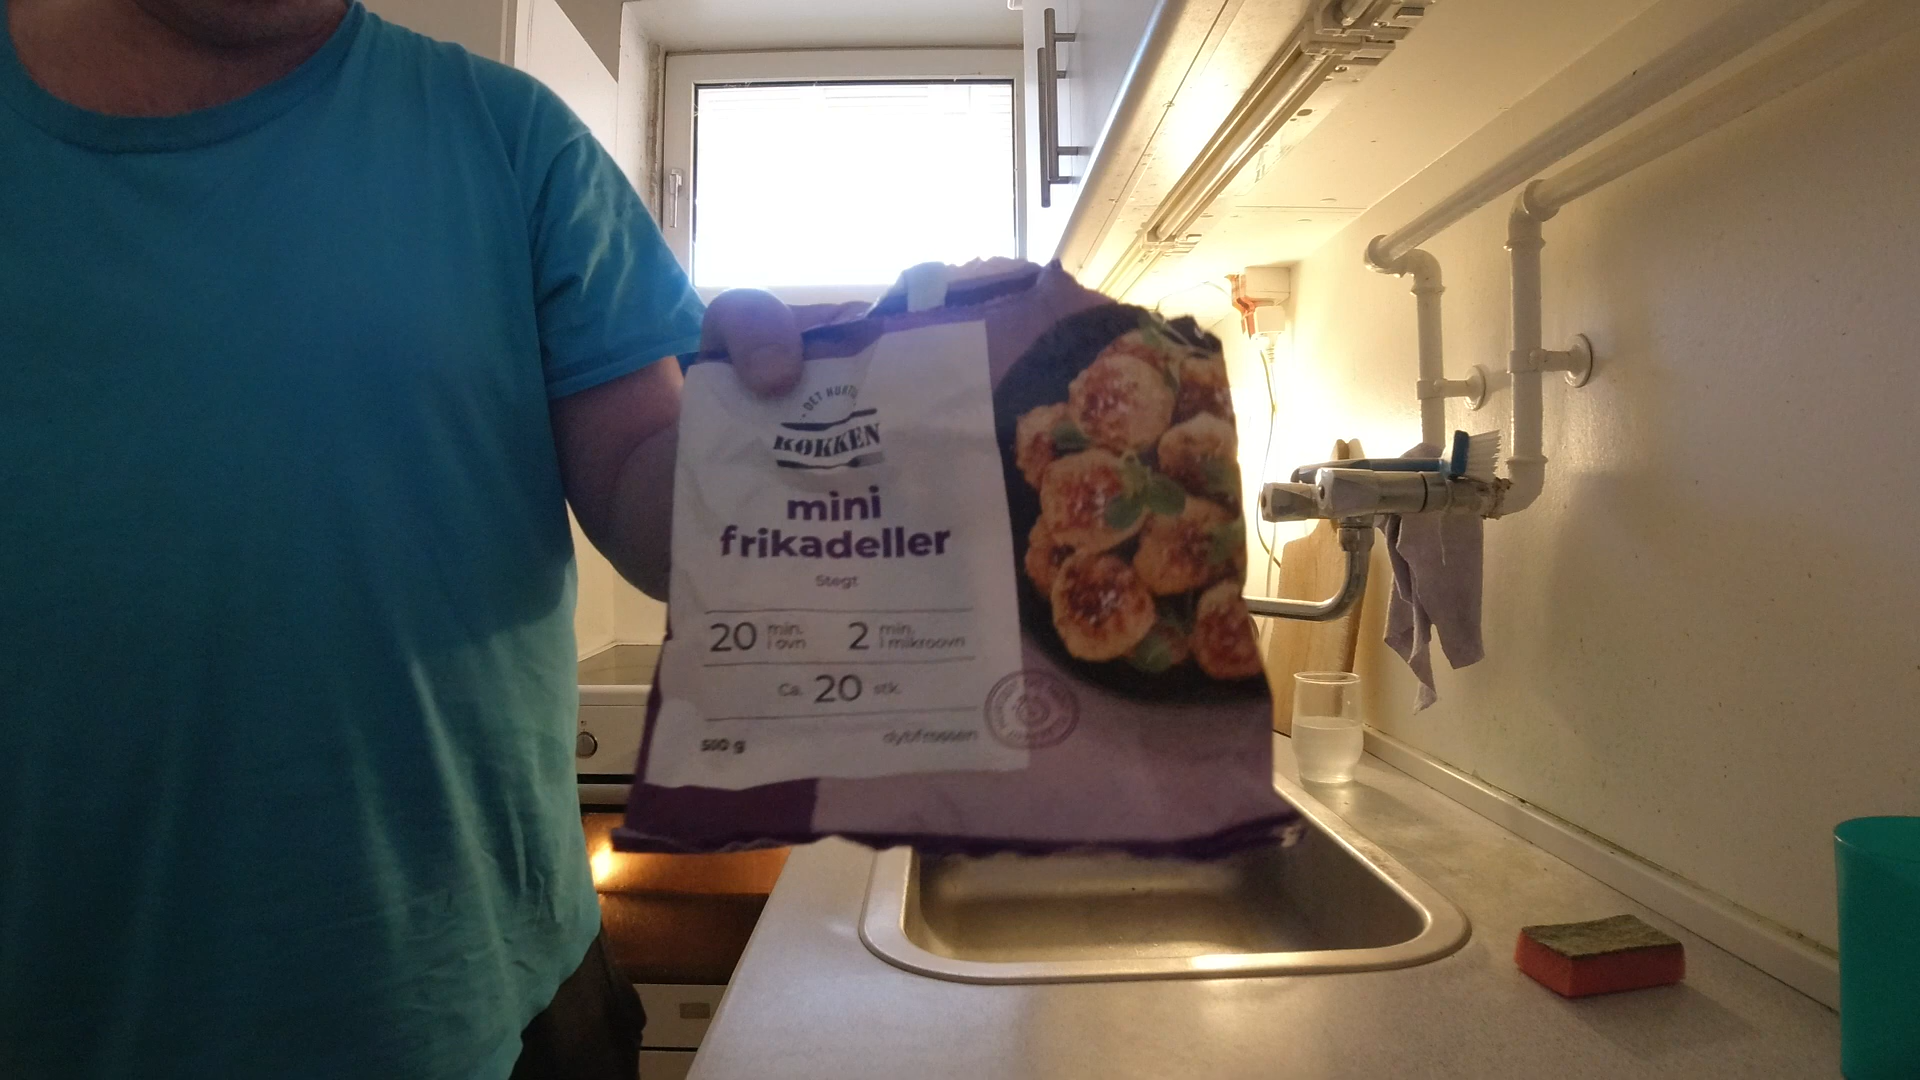 DET HURTIGE
KØKKEN
mini
frikadeller
Stegt
20 min. i ovn 2 min. i mikroovn
Ca. 20 stk.
500 g dybfrossen